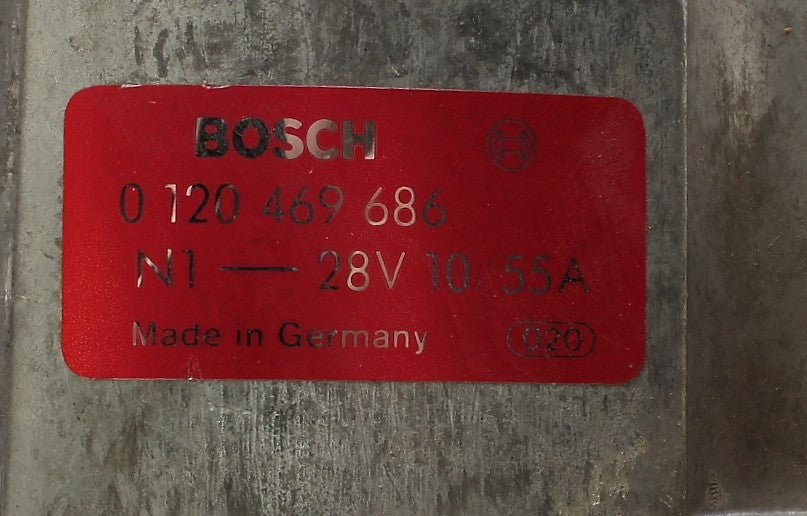 BOSCH
0 120 469 686
N1 — 28V 10/55A
Made in Germany 020